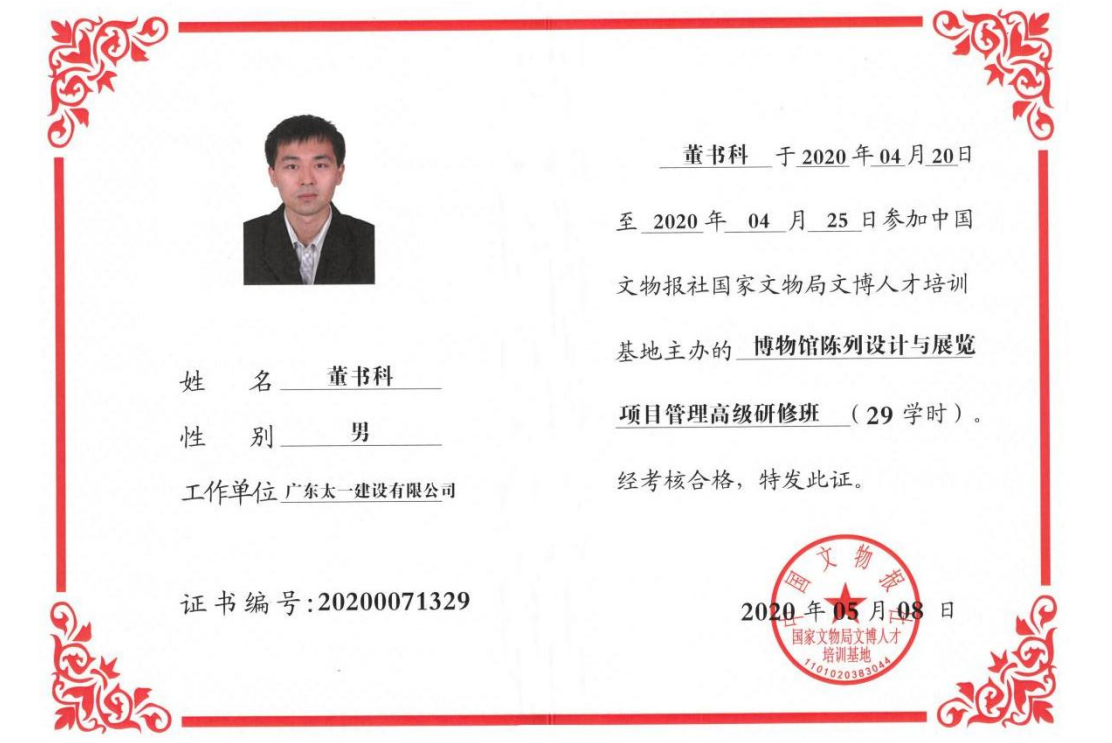 姓 名 董书科
性 别 男
工作单位 广东太一建设有限公司
证书编号:20200071329
董书科 于 2020 年 04 月 20 日
至 2020 年 04 月 25 日参加中国
文物报社国家文物局文博人才培训
基地主办的 博物馆陈列设计与展览
项目管理高级研修班 (29 学时)。
经考核合格，特发此证。
2020 年 05 月 08 日
中国文物报社
国家文物局文博人才
培训基地
1101020383044